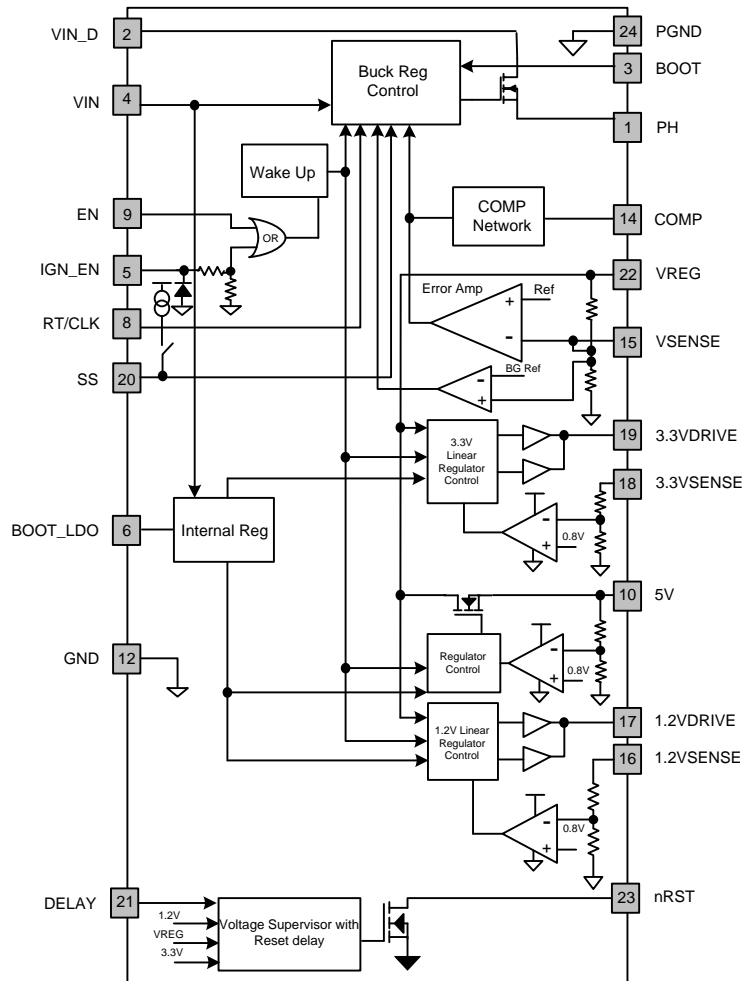 VIN_D
2
24
PGND
Buck Reg
Control
3
BOOT
VIN
4
1
PH
Wake Up
EN
9
OR
COMP
Network
14
COMP
IGN_EN
5
22
VREG
Error Amp
+
Ref
RT/CLK
8
-
15
VSENSE
SS
20
-
BG Ref
+
3.3V
Linear
Regulator
Control
19
3.3VDRIVE
18
3.3VSENSE
BOOT_LDO
6
Internal Reg
-
+
0.8V
10
5V
GND
12
Regulator
Control
-
+
0.8V
1.2V Linear
Regulator
Control
17
1.2VDRIVE
16
1.2VSENSE
-
+
0.8V
DELAY
21
23
nRST
1.2V
VREG
3.3V
Voltage Supervisor with
Reset delay